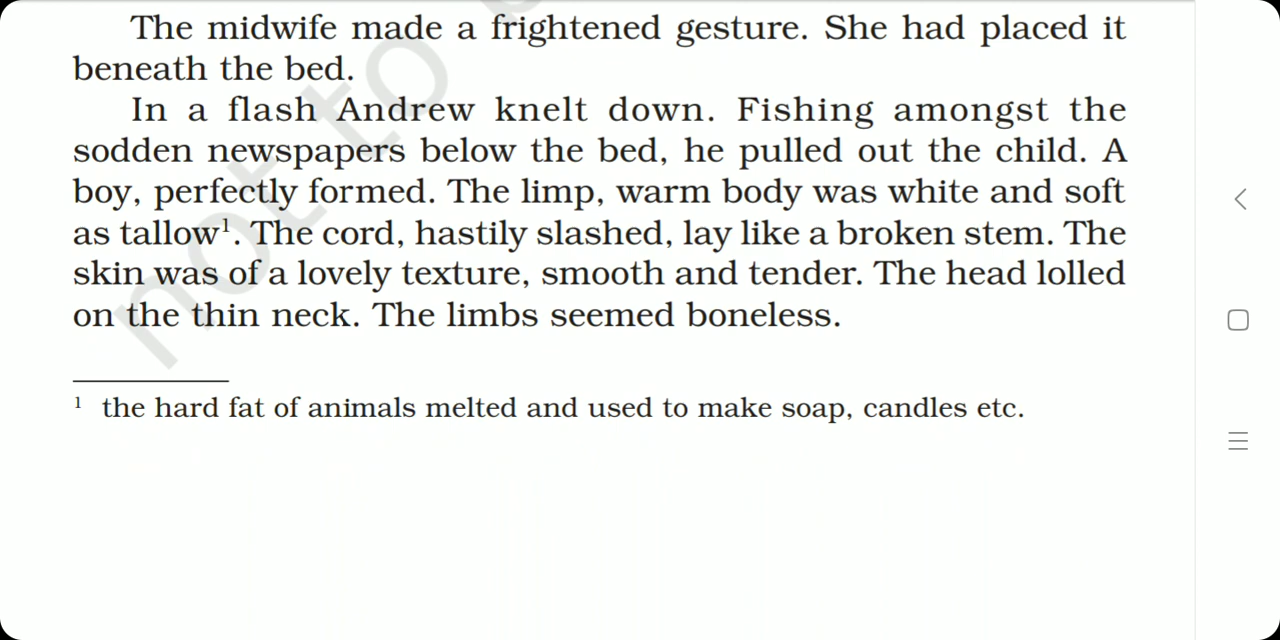 The midwife made a frightened gesture. She had placed it
beneath the bed.
In a flash Andrew knelt down. Fishing amongst the
sodden newspapers below the bed, he pulled out the child. A
boy, perfectly formed. The limp, warm body was white and soft
as tallow¹. The cord, hastily slashed, lay like a broken stem. The
skin was of a lovely texture, smooth and tender. The head lolled
on the thin neck. The limbs seemed boneless.
¹ the hard fat of animals melted and used to make soap, candles etc.
not to